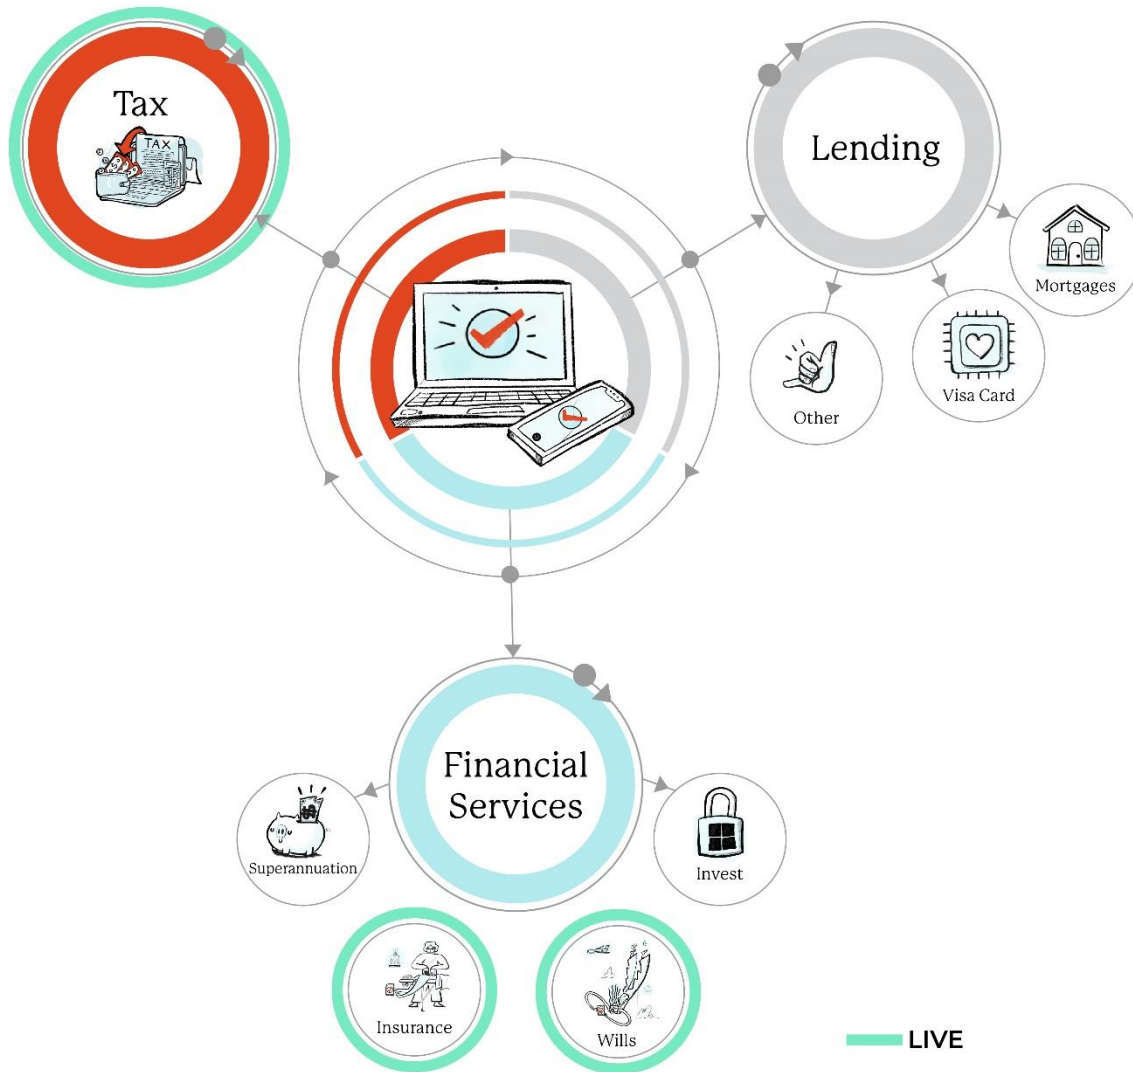 Tax
TAX
Lending
Mortgages
Visa Card
Other
Financial
Services
Superannuation
Invest
Insurance
Wills
LIVE